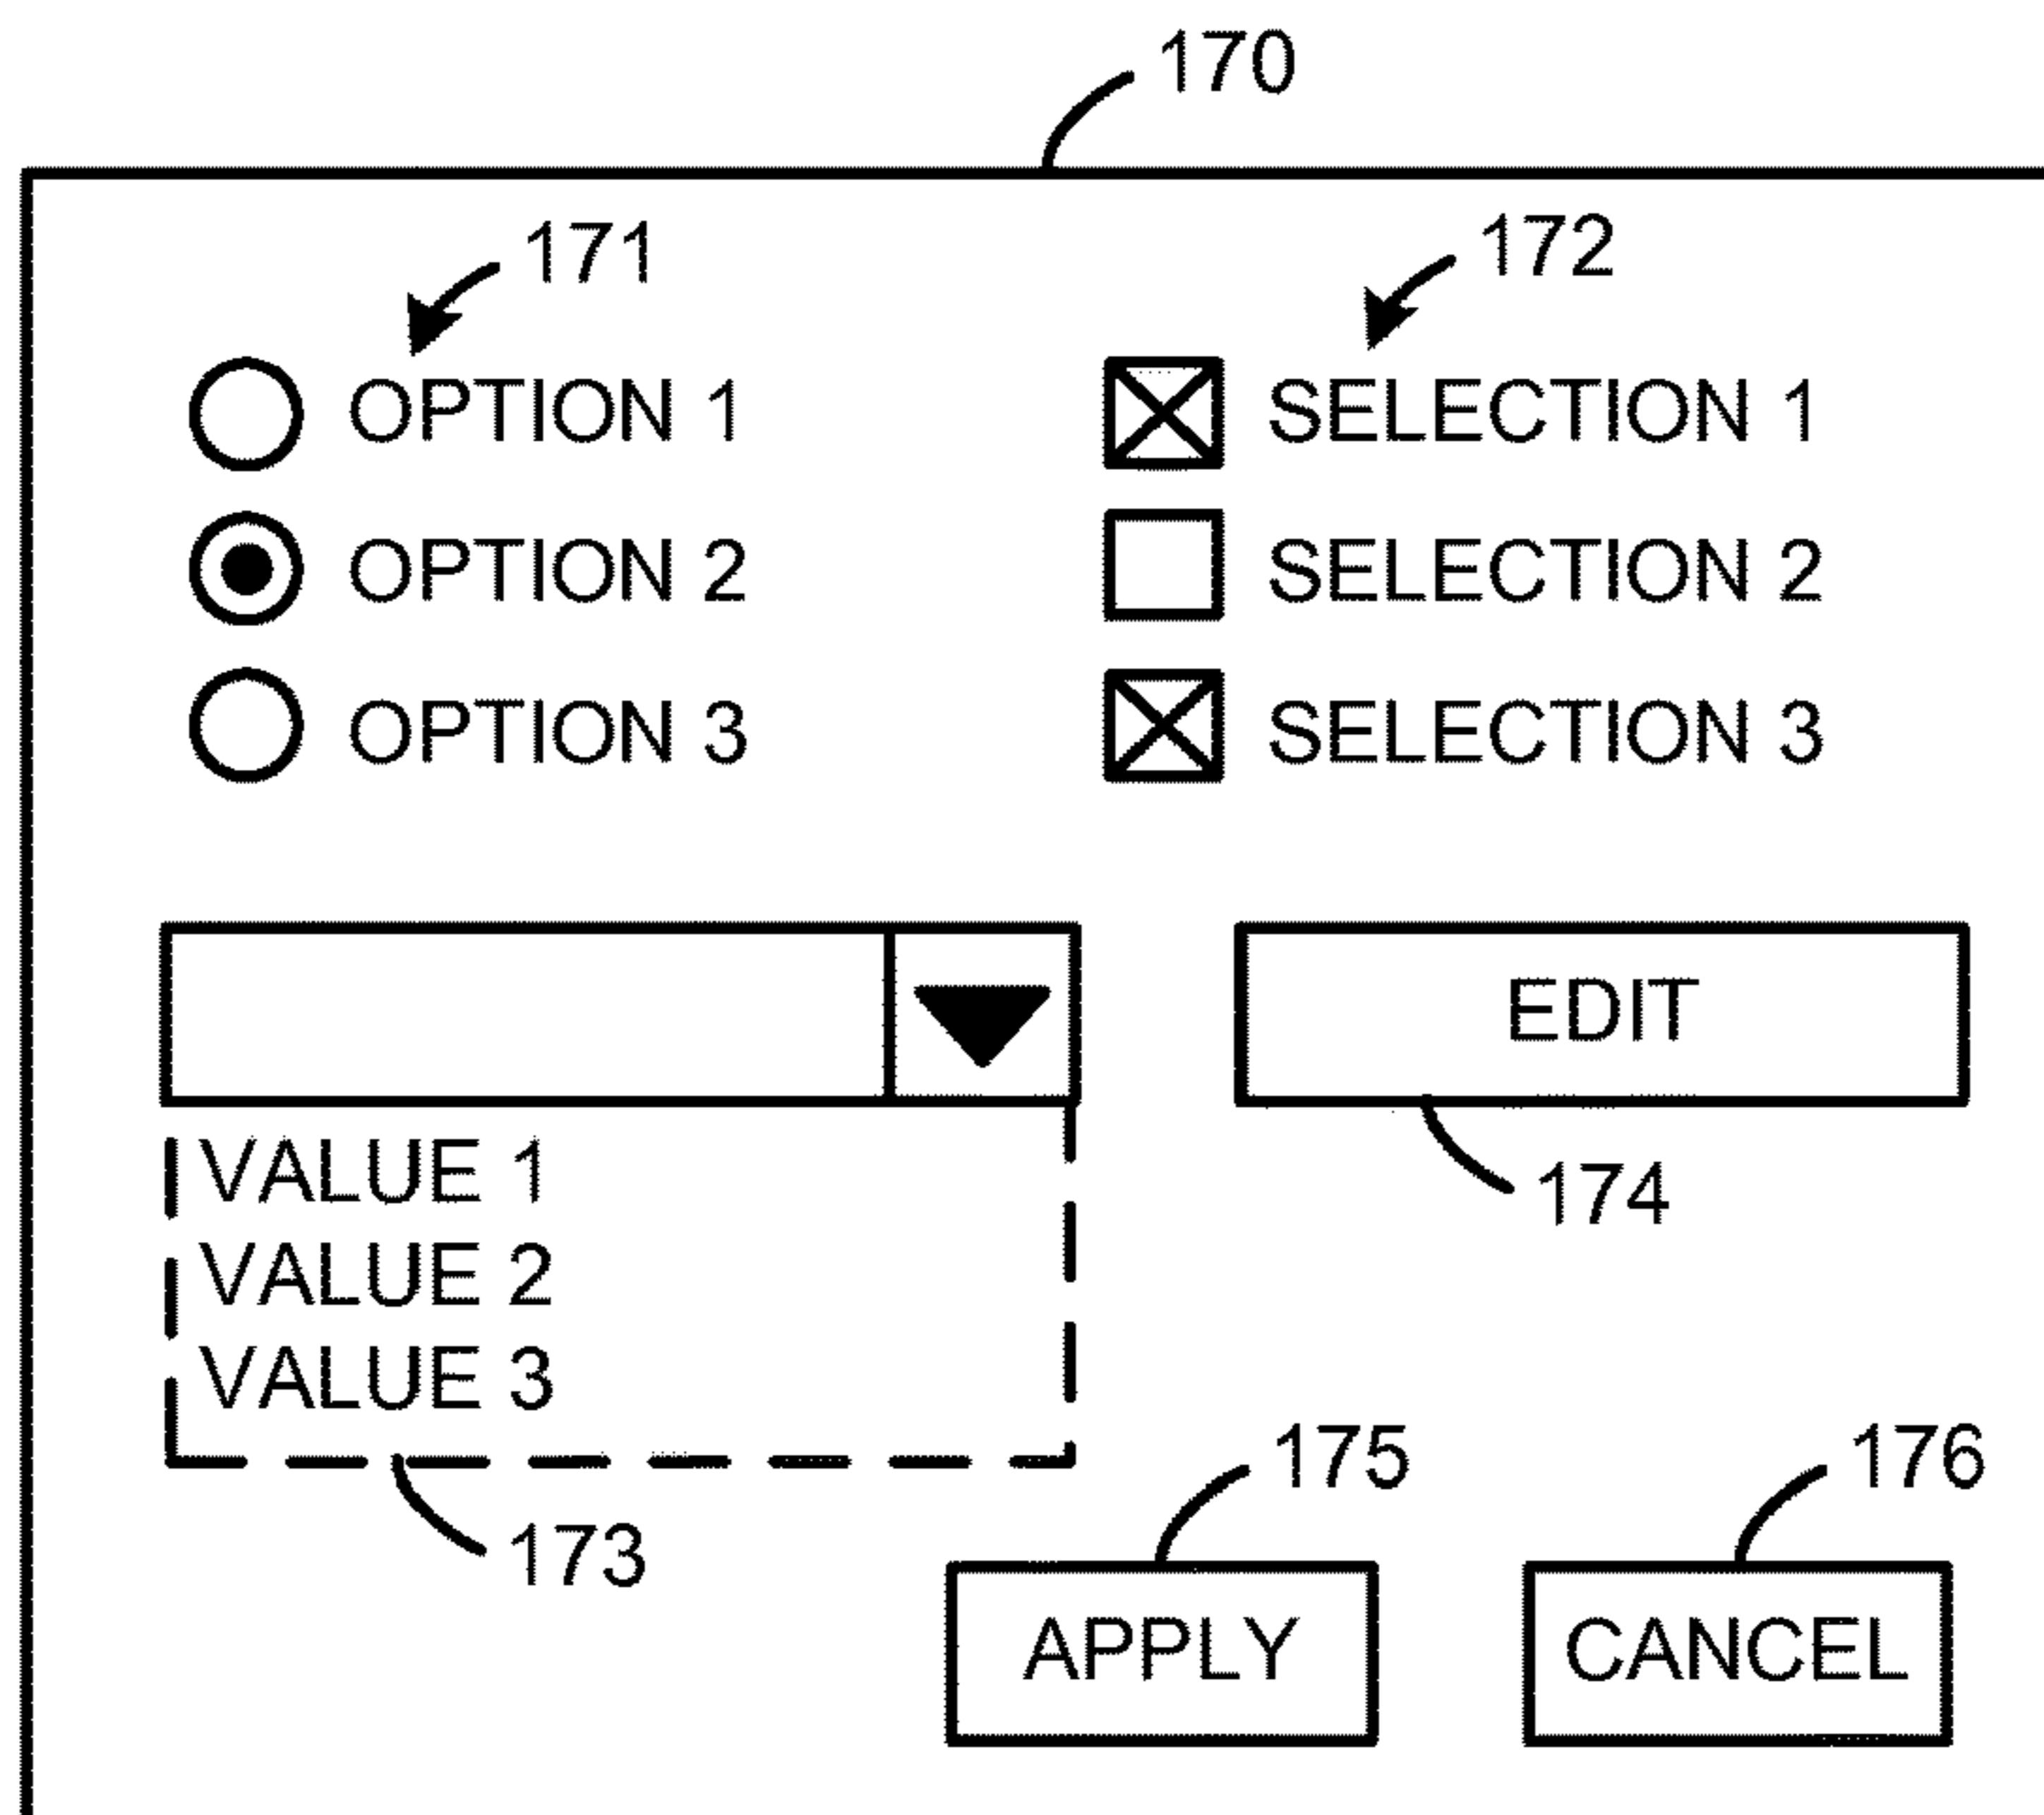 170
171
172
OPTION 1
SELECTION 1
OPTION 2
SELECTION 2
OPTION 3
SELECTION 3
EDIT
VALUE 1
174
VALUE 2
VALUE 3
175
176
173
APPLY
CANCEL